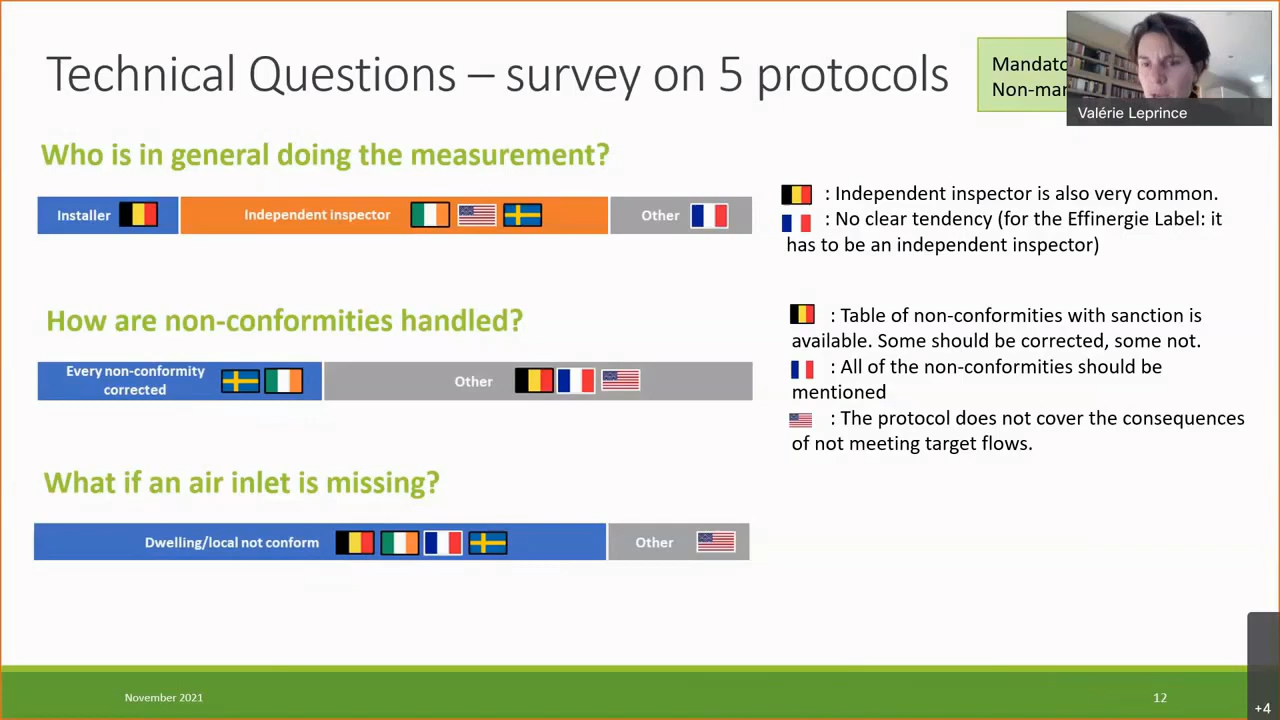 Technical Questions – survey on 5 protocols
Valérie Leprince
Who is in general doing the measurement?
Installer
Independent inspector
Other
: Independent inspector is also very common.
: No clear tendency (for the Effinergie Label: it
has to be an independent inspector)
How are non-conformities handled?
Every non-conformity
corrected
Other
: Table of non-conformities with sanction is
available. Some should be corrected, some not.
: All of the non-conformities should be
mentioned
: The protocol does not cover the consequences
of not meeting target flows.
What if an air inlet is missing?
Dwelling/local not conform
Other
November 2021
12
+4